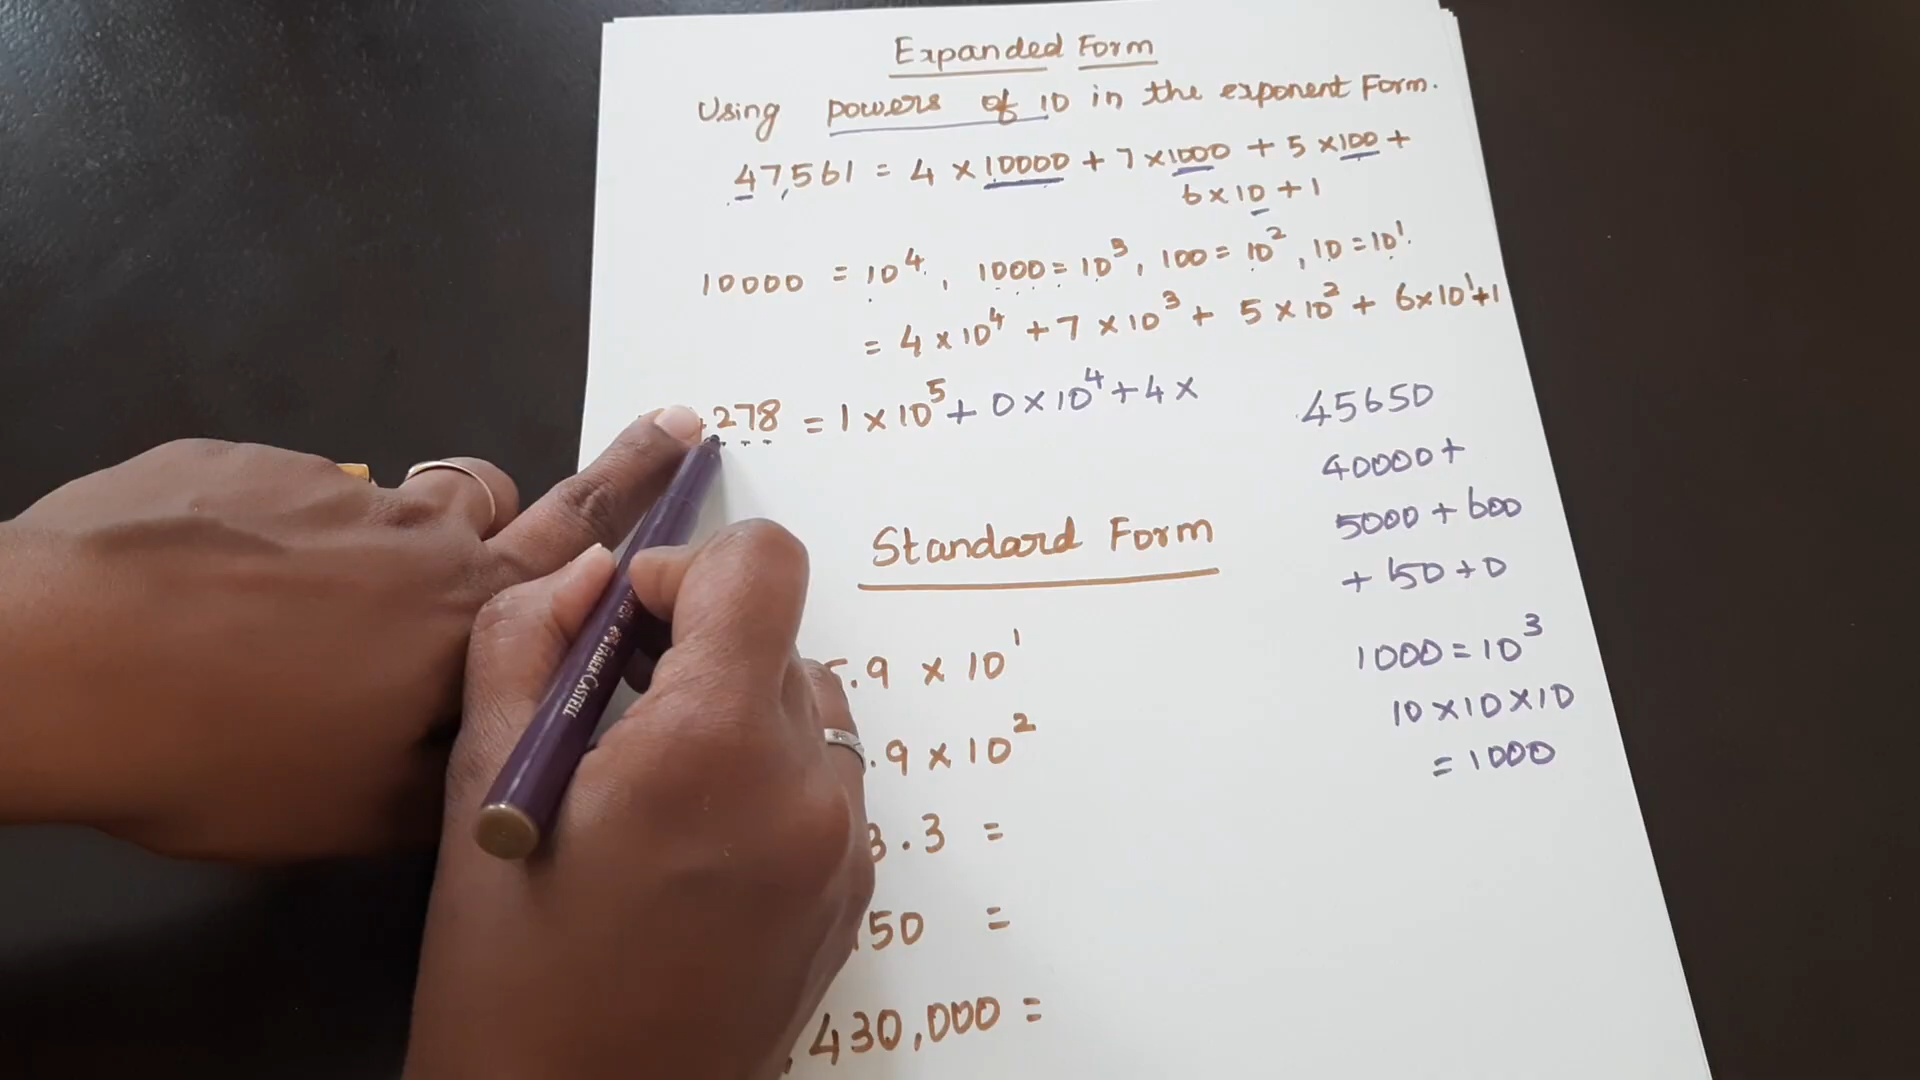 Expanded Form
Using powers of 10 in the exponent Form.
47,561 = 4 × 10000 + 7 × 1000 + 5 × 100 +
6 × 10 + 1
10000 = 10⁴, 1000 = 10³, 100 = 10², 10 = 10¹.
= 4 × 10⁴ + 7 × 10³ + 5 × 10² + 6 × 10¹ + 1
278 = 1 × 10⁵ + 0 × 10⁴ + 4 ×
45650
40000 +
5000 + 600
+ 50 + 0
1000 = 10³
10 × 10 × 10
= 1000
Standard Form
.9 × 10¹
.9 × 10²
3.3 =
50 =
,430,000 =
FABER-CASTELL